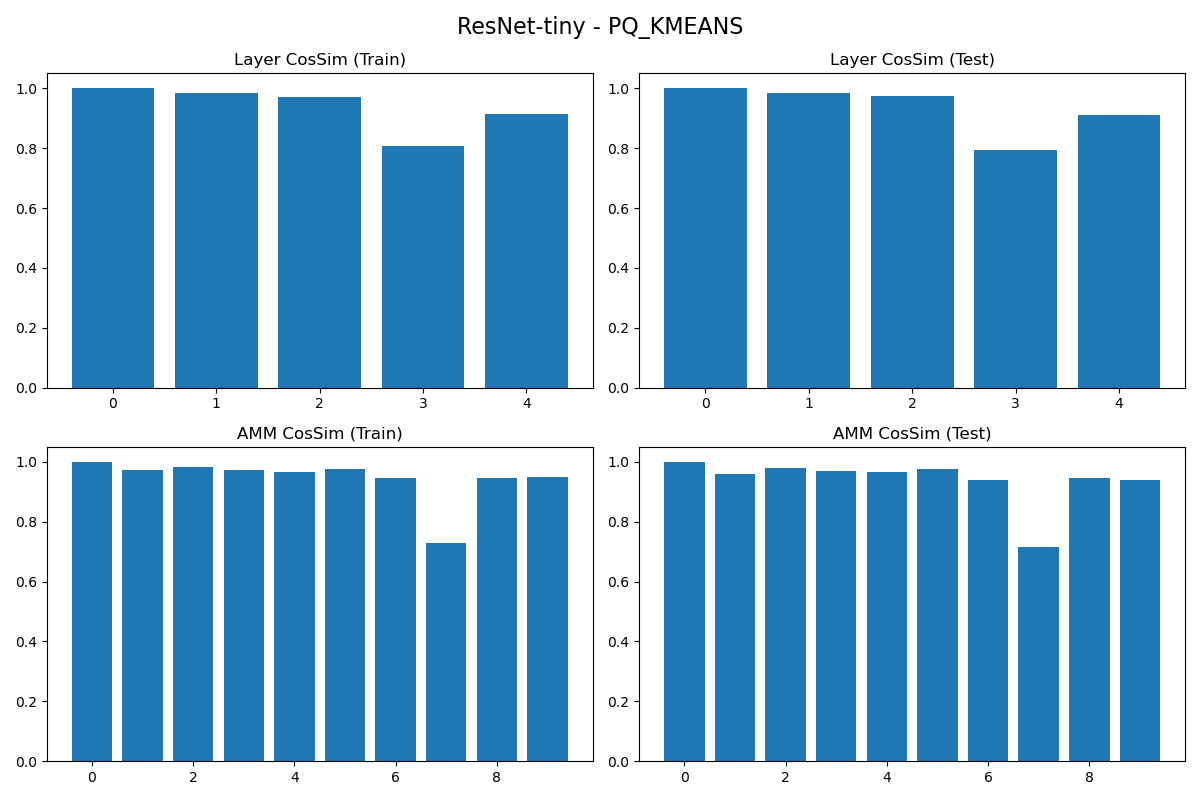 ResNet-tiny - PQ_KMEANS
Layer CosSim (Train)
1.0
0.8
0.6
0.4
0.2
0.0
0 1 2 3 4
Layer CosSim (Test)
1.0
0.8
0.6
0.4
0.2
0.0
0 1 2 3 4
AMM CosSim (Train)
1.0
0.8
0.6
0.4
0.2
0.0
0 2 4 6 8
AMM CosSim (Test)
1.0
0.8
0.6
0.4
0.2
0.0
0 2 4 6 8